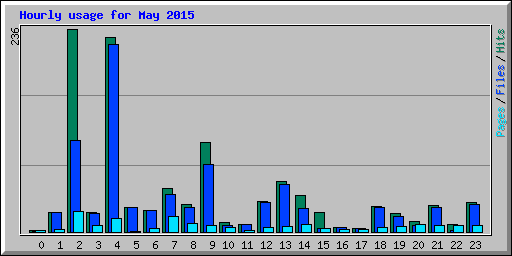 Hourly usage for May 2015
236
Pages/Files/Hits
0 1 2 3 4 5 6 7 8 9 10 11 12 13 14 15 16 17 18 19 20 21 22 23